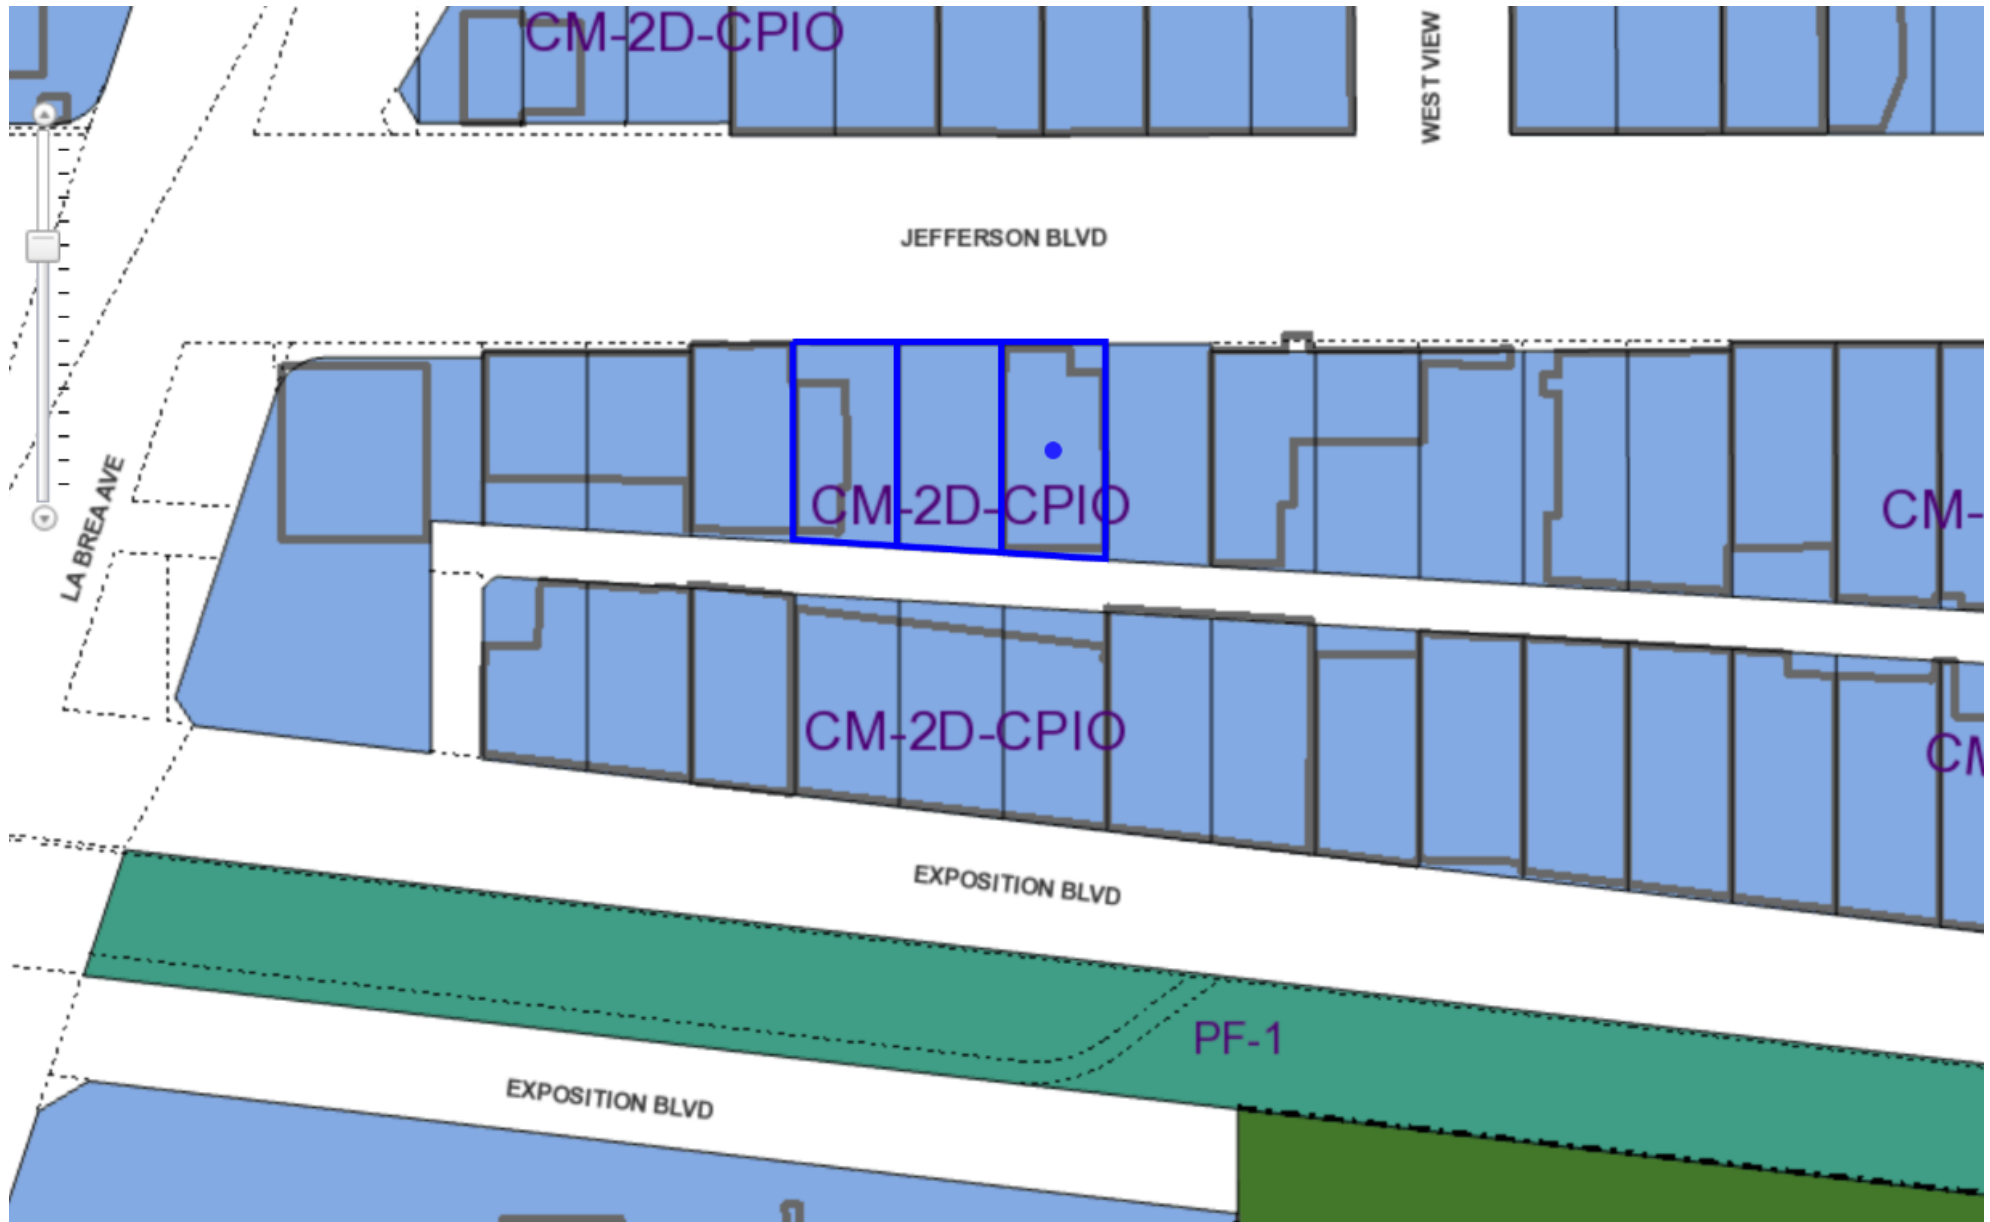 CM-2D-CPIO
WEST VIEW
JEFFERSON BLVD
LA BREA AVE
CM-2D-CPIO
CM-
CM-2D-CPIO
CM
EXPOSITION BLVD
PF-1
EXPOSITION BLVD